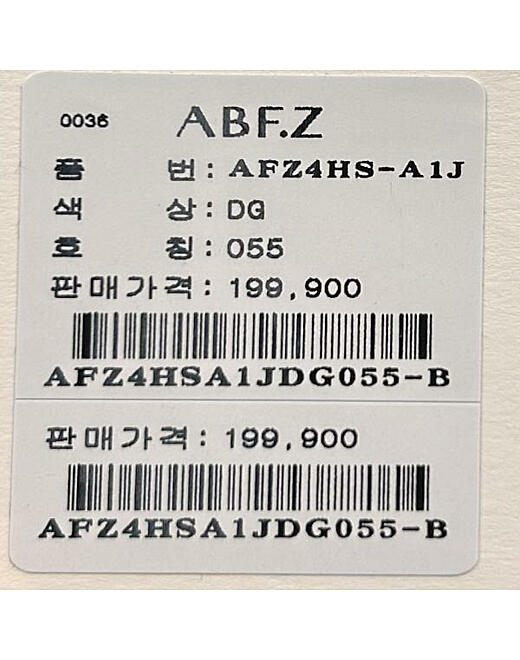 0036 ABF.Z
품 번 : AFZ4HS-A1J
색 상 : DG
호 칭 : 055
판매가격 : 199,900
AFZ4HSA1JDG055-B
판매가격 : 199,900
AFZ4HSA1JDG055-B